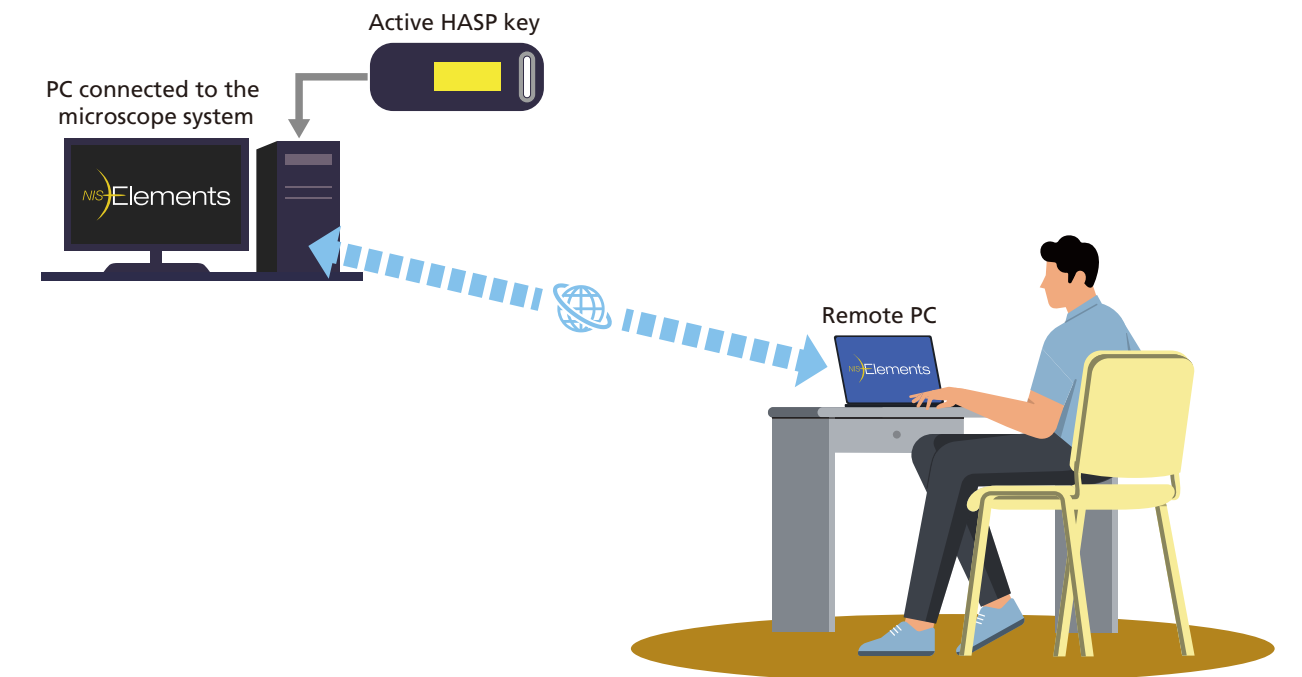 Active HASP key
PC connected to the
microscope system
NIS Elements
Remote PC
NIS Elements